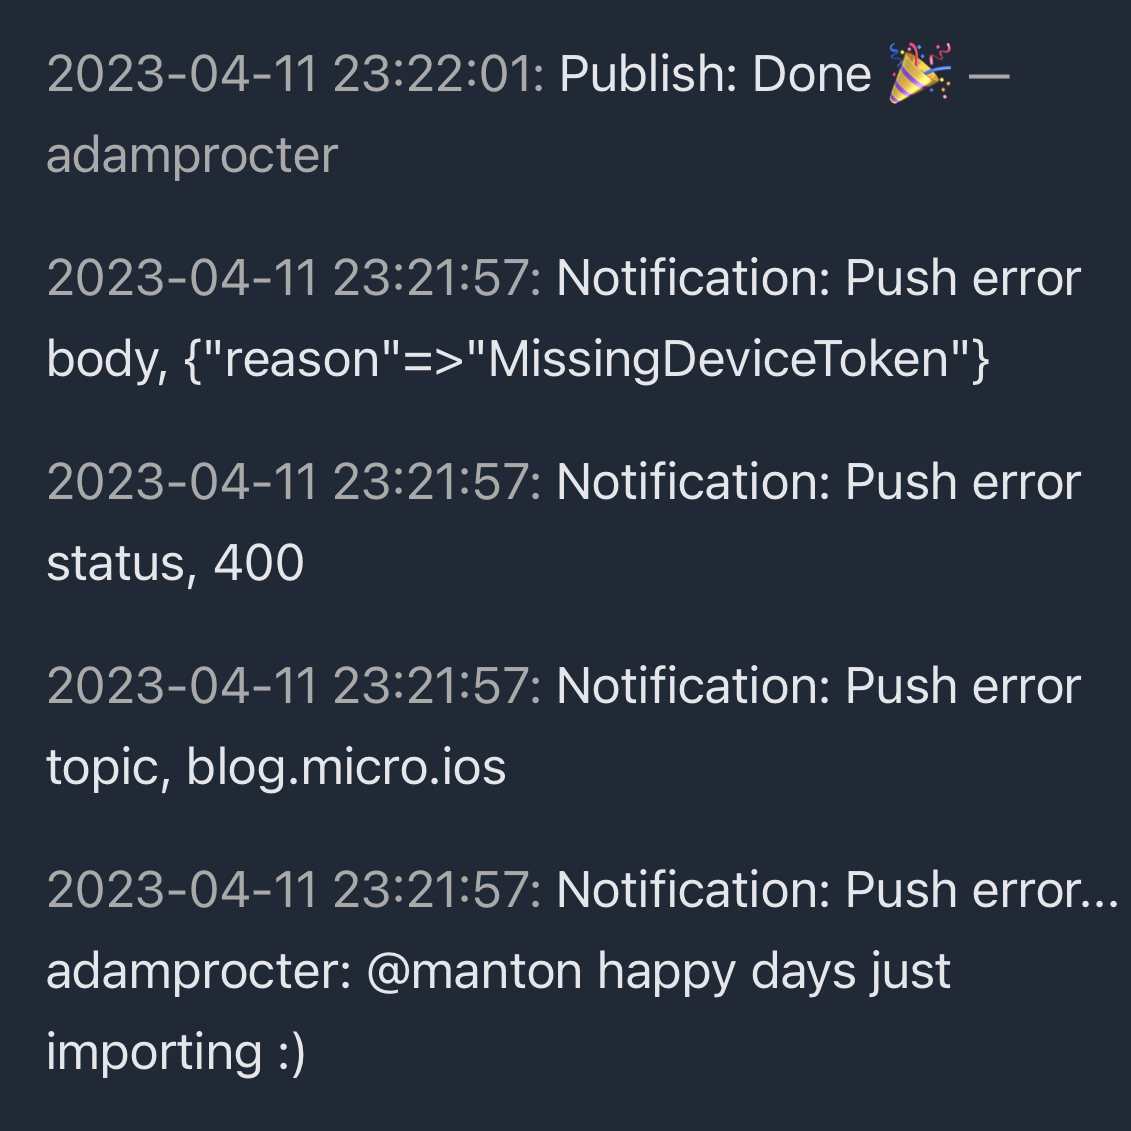 2023-04-11 23:22:01: Publish: Done 🎉 —
adamprocter
2023-04-11 23:21:57: Notification: Push error
body, {"reason"=>"MissingDeviceToken"}
2023-04-11 23:21:57: Notification: Push error
status, 400
2023-04-11 23:21:57: Notification: Push error
topic, blog.micro.ios
2023-04-11 23:21:57: Notification: Push error...
adamprocter: @manton happy days just
importing :)